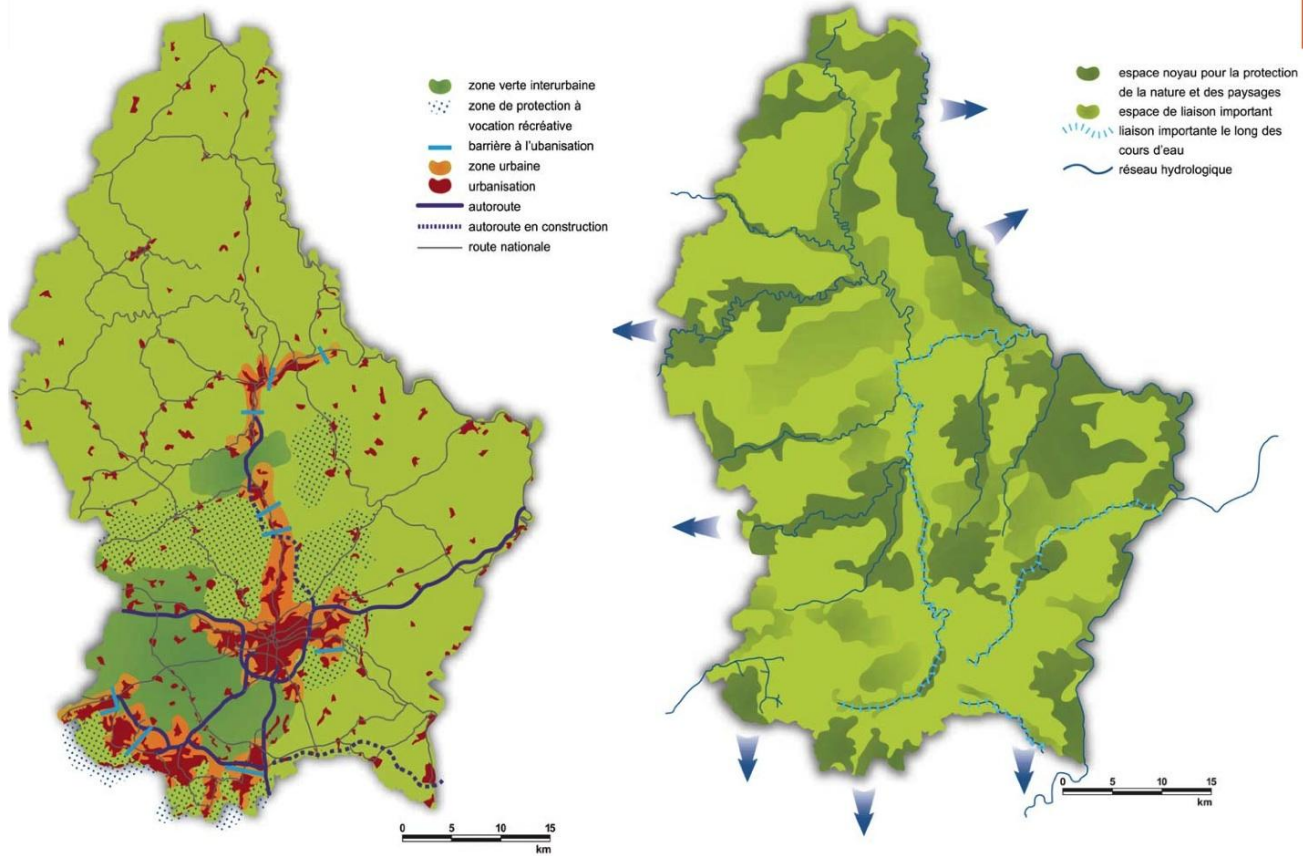 zone verte interurbaine
zone de protection à
vocation récréative
barrière à l'ubanisation
zone urbaine
urbanisation
autoroute
autoroute en construction
route nationale
0 5 10 15
km
espace noyau pour la protection
de la nature et des paysages
espace de liaison important
liaison importante le long des
cours d'eau
réseau hydrologique
0 5 10 15
km